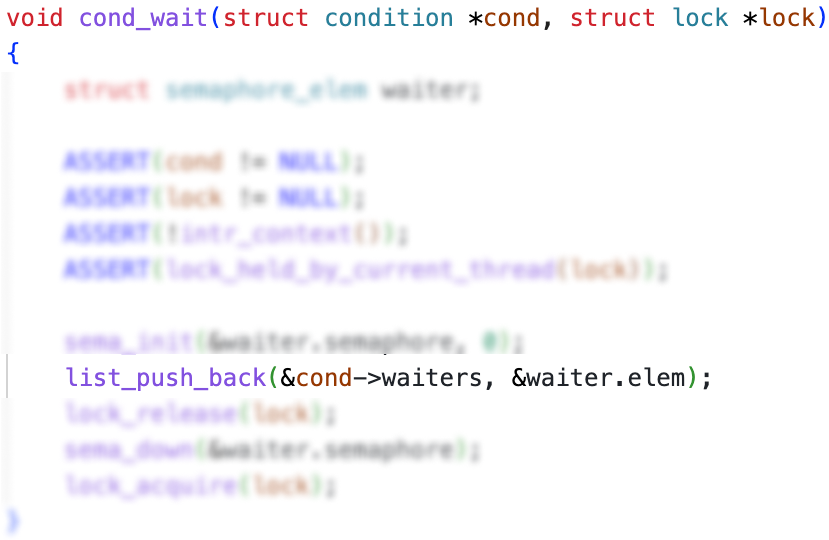 void cond_wait(struct condition *cond, struct lock *lock)
{
struct semaphore_elem waiter;
ASSERT(cond != NULL);
ASSERT(lock != NULL);
ASSERT(!intr_context());
ASSERT(lock_held_by_current_thread(lock));
sema_init(&waiter.semaphore, 0);
list_push_back(&cond->waiters, &waiter.elem);
lock_release(lock);
sema_down(&waiter.semaphore);
lock_acquire(lock);
}